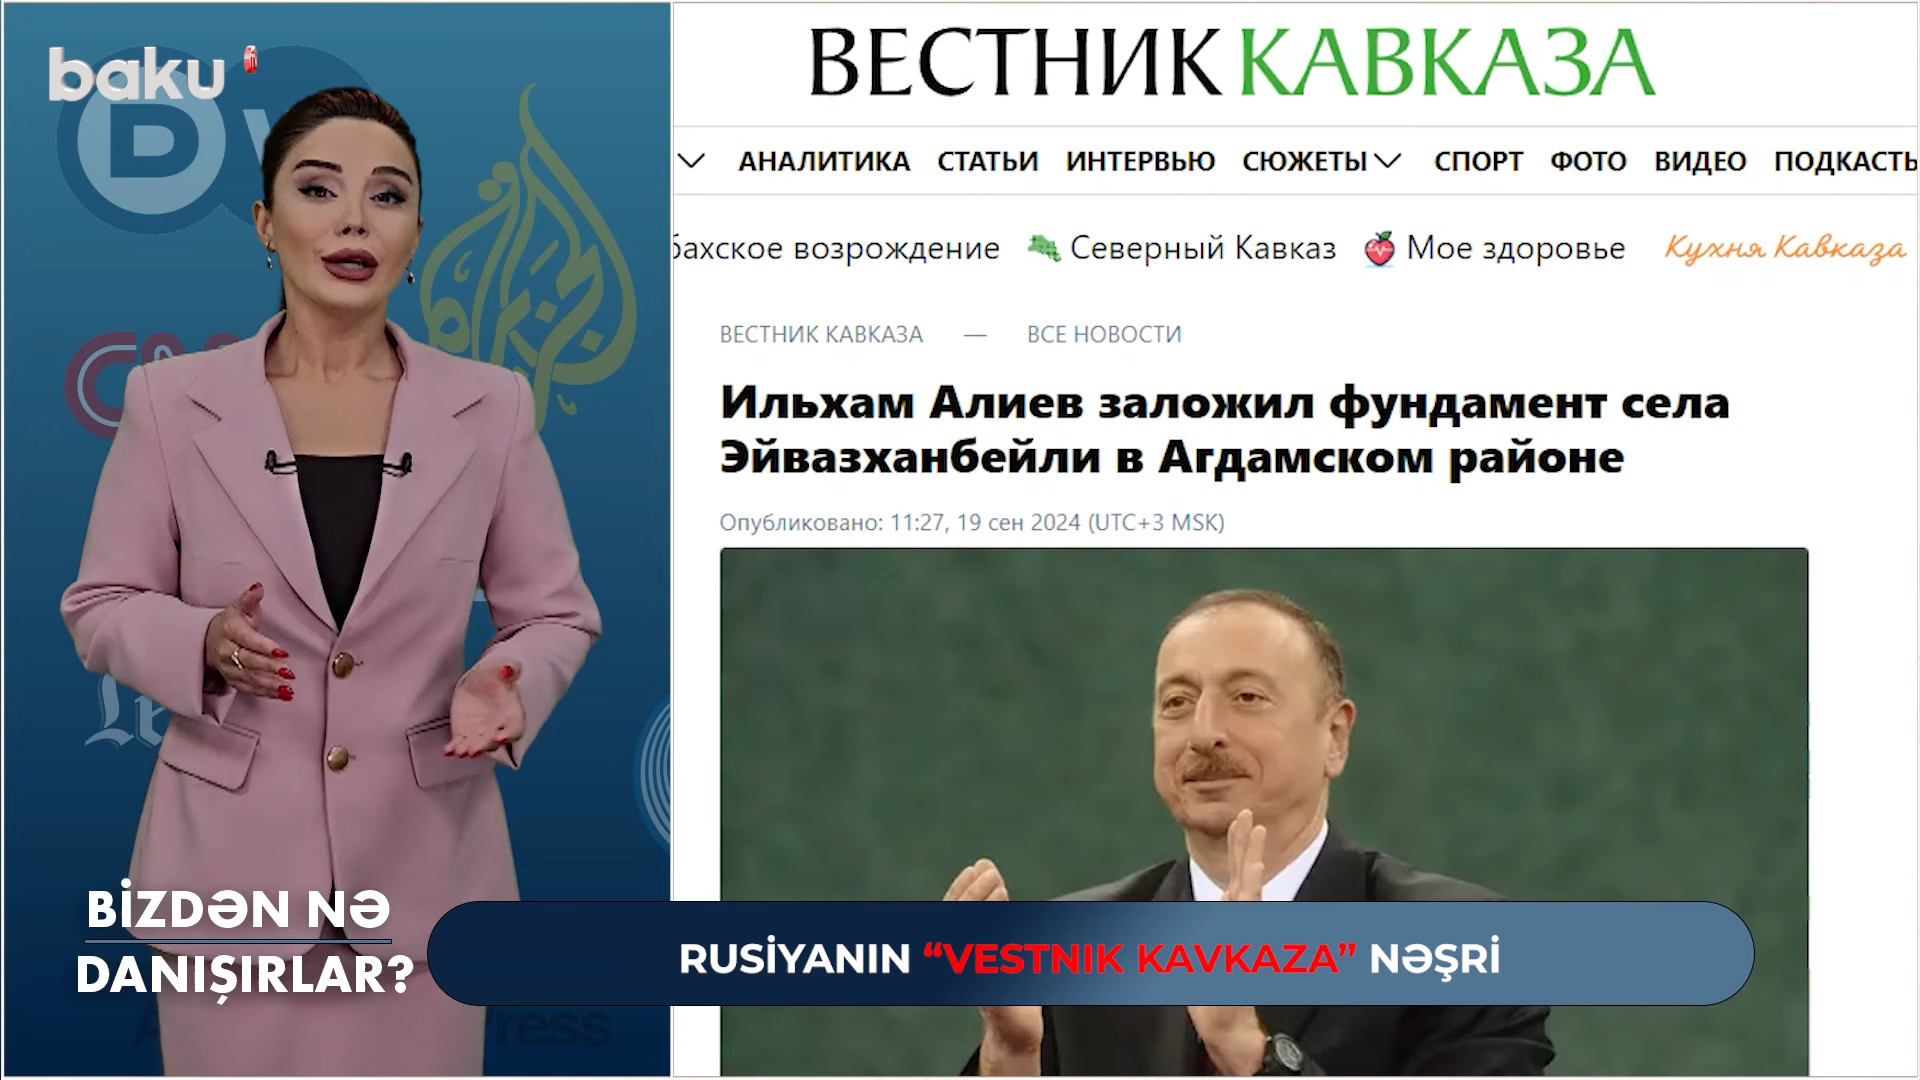 baku
ВЕСТНИК КАВКАЗА
АНАЛИТИКА СТАТЬИ ИНТЕРВЬЮ СЮЖЕТЫ СПОРТ ФОТО ВИДЕО ПОДКАСТЫ
возрождение Северный Кавказ Мое здоровье Кухня Кавказа
ВЕСТНИК КАВКАЗА — ВСЕ НОВОСТИ
Ильхам Алиев заложил фундамент села
Эйвазханбейли в Агдамском районе
Опубликовано: 11:27, 19 сен 2024 (UTC+3 MSK)
BİZDƏN NƏ
DANIŞIRLAR?
RUSİYANIN “VESTNIK KAVKAZA” NƏŞRİ